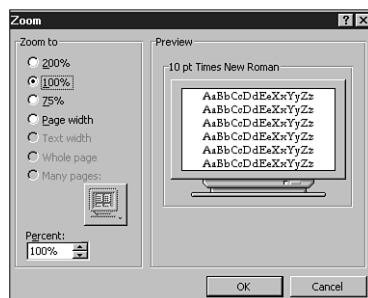 Zoom
Zoom to
200%
100%
75%
Page width
Text width
Whole page
Many pages:
Percent:
100%
Preview
10 pt Times New Roman
AaBbCcDdEeXxYyZz
AaBbCcDdEeXxYyZz
AaBbCcDdEeXxYyZz
AaBbCcDdEeXxYyZz
AaBbCcDdEeXxYyZz
AaBbCcDdEeXxYyZz
OK
Cancel